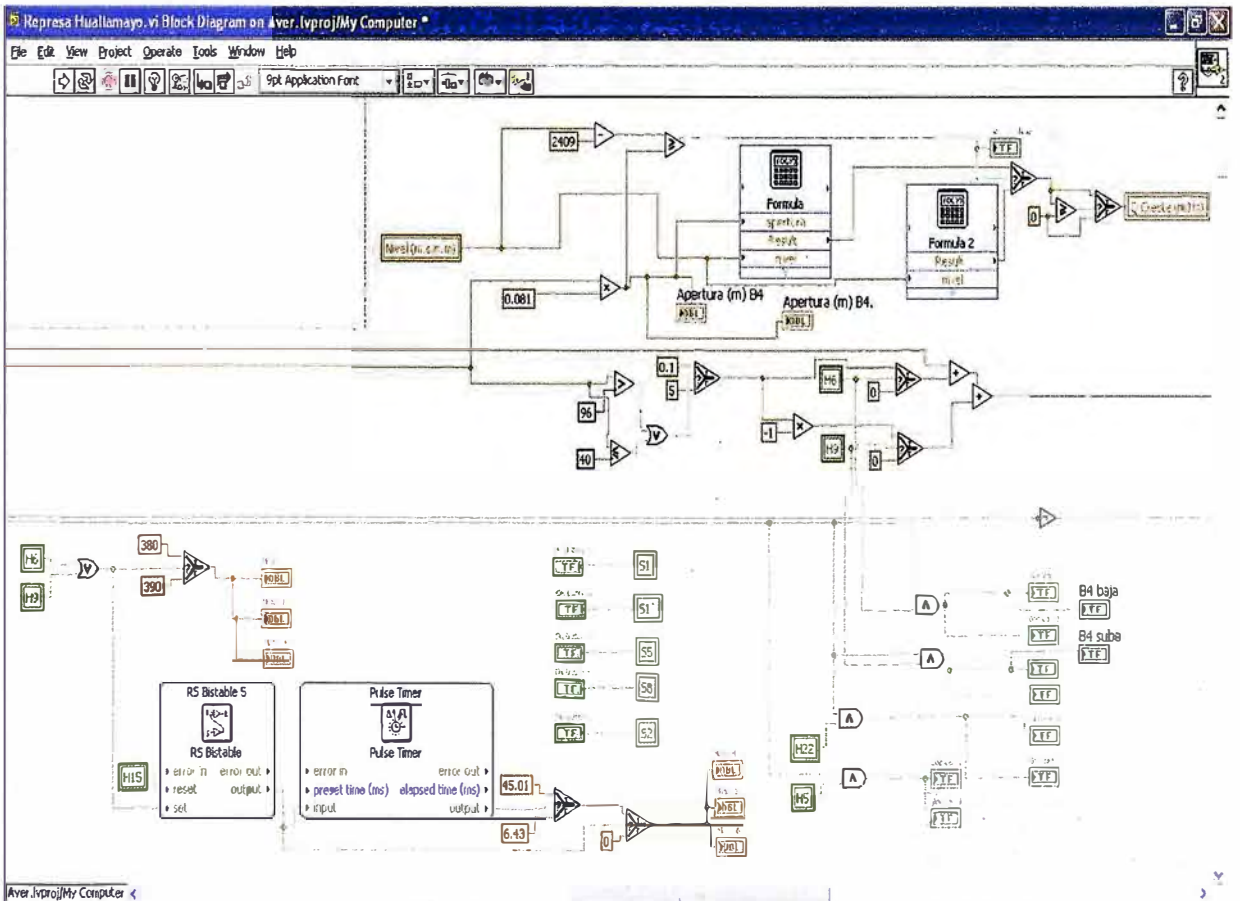 Represa Huallamayo.vi Block Diagram on Aver.lvproj/My Computer *
File Edit View Project Operate Tools Window Help
9pt Application Font
2
2409
TF
Formula
apertura
Result
nivel
Formula 2
Result
nivel
0
Nivel (m.s.n.m)
0.081
Apertura (m) B4
DBL
Apertura (m) B4.
DBL
0.1
5
96
40
-1
H6
0
H9
0
H6
H9
380
390
DBL
DBL
DBL
TF
S1
TF
S1
TF
S5
TF
S8
TF
S2
TF
B4 baja
TF
TF
B4 sube
TF
TF
TF
TF
TF
TF
TF
H22
H5
RS Bistable 5
RS Bistable
error in error out
reset output
set
H15
Pulse Timer
Pulse Timer
error in error out
preset time (ms) elapsed time (ms)
input output
45.01
6.43
0
DBL
DBL
DBL
Aver.lvproj/My Computer